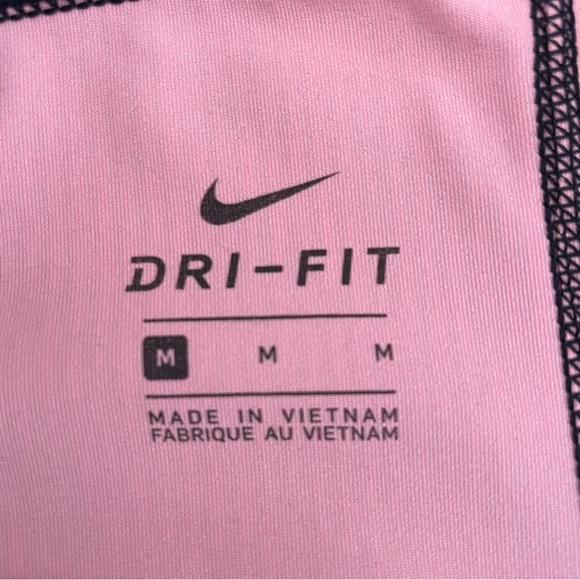 DRI-FIT
M M M
MADE IN VIETNAM
FABRIQUE AU VIETNAM